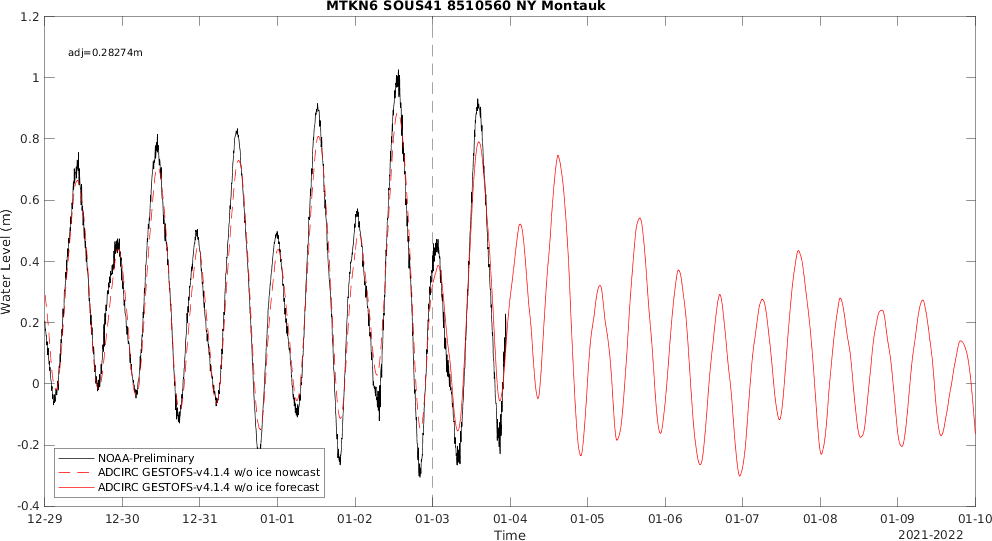 MTKN6 SOUS41 8510560 NY Montauk
adj=0.28274m
1.2
1
0.8
0.6
0.4
0.2
0
-0.2
-0.4
Water Level (m)
NOAA-Preliminary
ADCIRC GESTOFS-v4.1.4 w/o ice nowcast
ADCIRC GESTOFS-v4.1.4 w/o ice forecast
12-29 12-30 12-31 01-01 01-02 01-03 01-04 01-05 01-06 01-07 01-08 01-09 01-10
Time
2021-2022